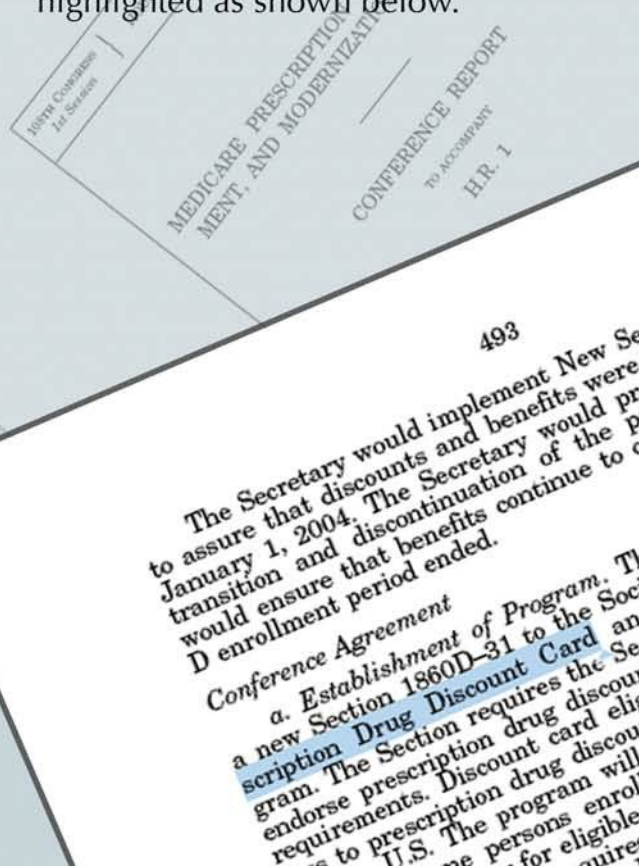 highlighted as shown below.
108TH CONGRESS
1st Session
MEDICARE PRESCRIPTION
MENT, AND MODERNIZATI
CONFERENCE REPORT
TO ACCOMPANY
H.R. 1
493
The Secretary would implement New Se
to assure that discounts and benefits were
January 1, 2004. The Secretary would pr
transition and discontinuation of the p
would ensure that benefits continue to
D enrollment period ended.
Conference Agreement
a. Establishment of Program. Th
a new Section 1860D–31 to the Soci
scription Drug Discount Card an
gram. The Section requires the Se
endorse prescription drug discou
requirements. Discount card eli
to prescription drug discou
U.S. The program will
persons enrol
for eligible